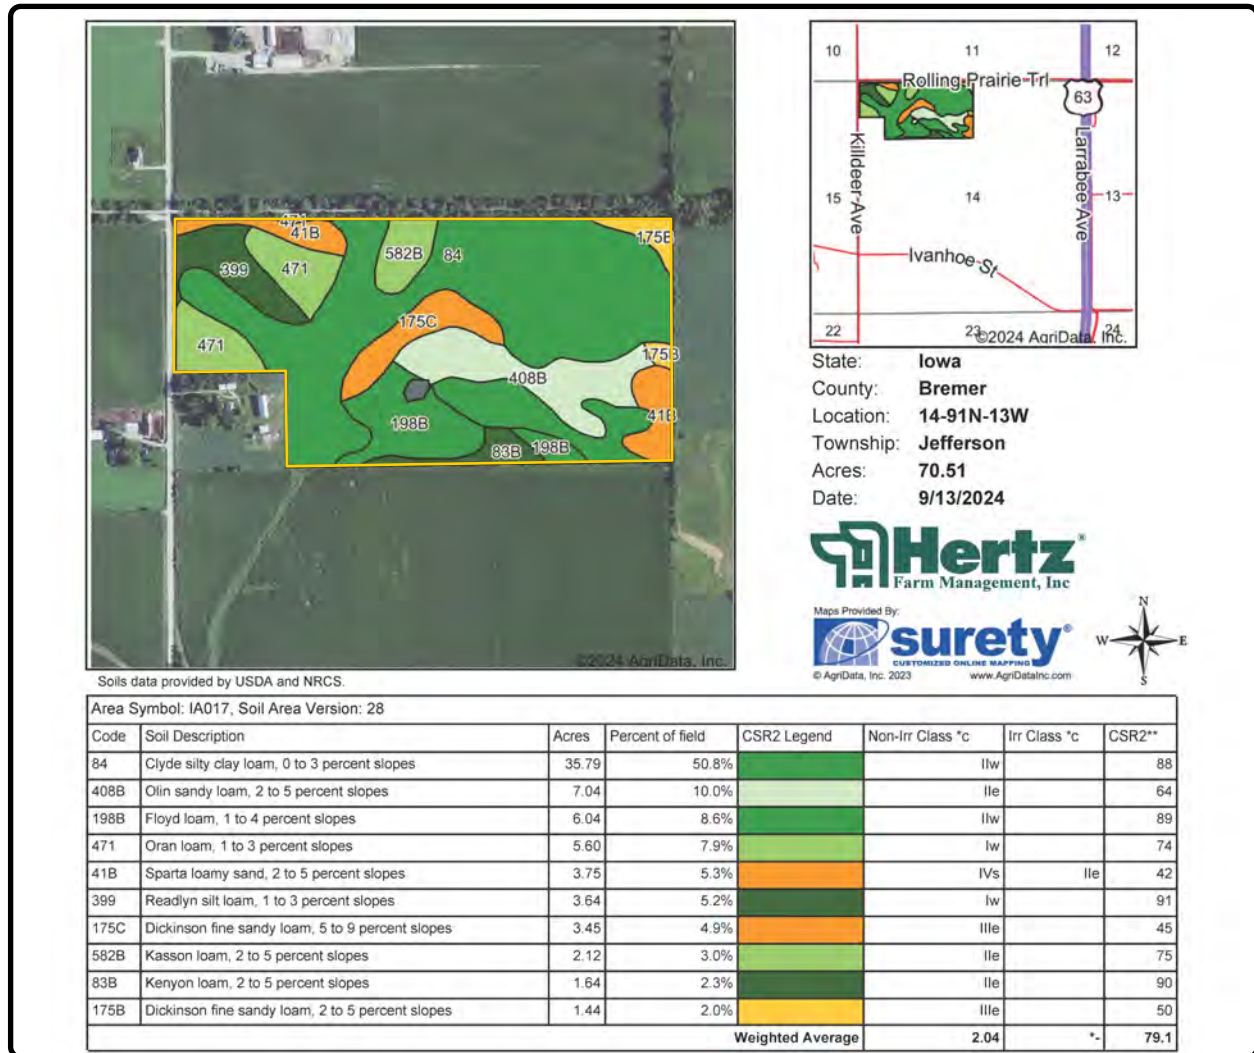 474
41B
399
471
582B
84
175B
175C
471
408B
175B
198B
41B
83B
198B
©2024 AgriData, Inc.
10
11
12
Rolling Prairie Trl
63
Killdeer Ave
Larrabee Ave
15
14
13
Ivanhoe St
22
23
24
©2024 AgriData, Inc.
State: Iowa
County: Bremer
Location: 14-91N-13W
Township: Jefferson
Acres: 70.51
Date: 9/13/2024
Hertz®
Farm Management, Inc
Maps Provided By:
surety®
CUSTOMIZED ONLINE MAPPING
© AgriData, Inc. 2023 www.AgriDataInc.com
N
W E
S
Soils data provided by USDA and NRCS.
Area Symbol: IA017, Soil Area Version: 28
Code Soil Description Acres Percent of field CSR2 Legend Non-Irr Class *c Irr Class *c CSR2**
84 Clyde silty clay loam, 0 to 3 percent slopes 35.79 50.8% IIw 88
408B Olin sandy loam, 2 to 5 percent slopes 7.04 10.0% IIe 64
198B Floyd loam, 1 to 4 percent slopes 6.04 8.6% IIw 89
471 Oran loam, 1 to 3 percent slopes 5.60 7.9% Iw 74
41B Sparta loamy sand, 2 to 5 percent slopes 3.75 5.3% IVs IIe 42
399 Readlyn silt loam, 1 to 3 percent slopes 3.64 5.2% Iw 91
175C Dickinson fine sandy loam, 5 to 9 percent slopes 3.45 4.9% IIIe 45
582B Kasson loam, 2 to 5 percent slopes 2.12 3.0% IIe 75
83B Kenyon loam, 2 to 5 percent slopes 1.64 2.3% IIe 90
175B Dickinson fine sandy loam, 2 to 5 percent slopes 1.44 2.0% IIIe 50
Weighted Average 2.04 *- 79.1